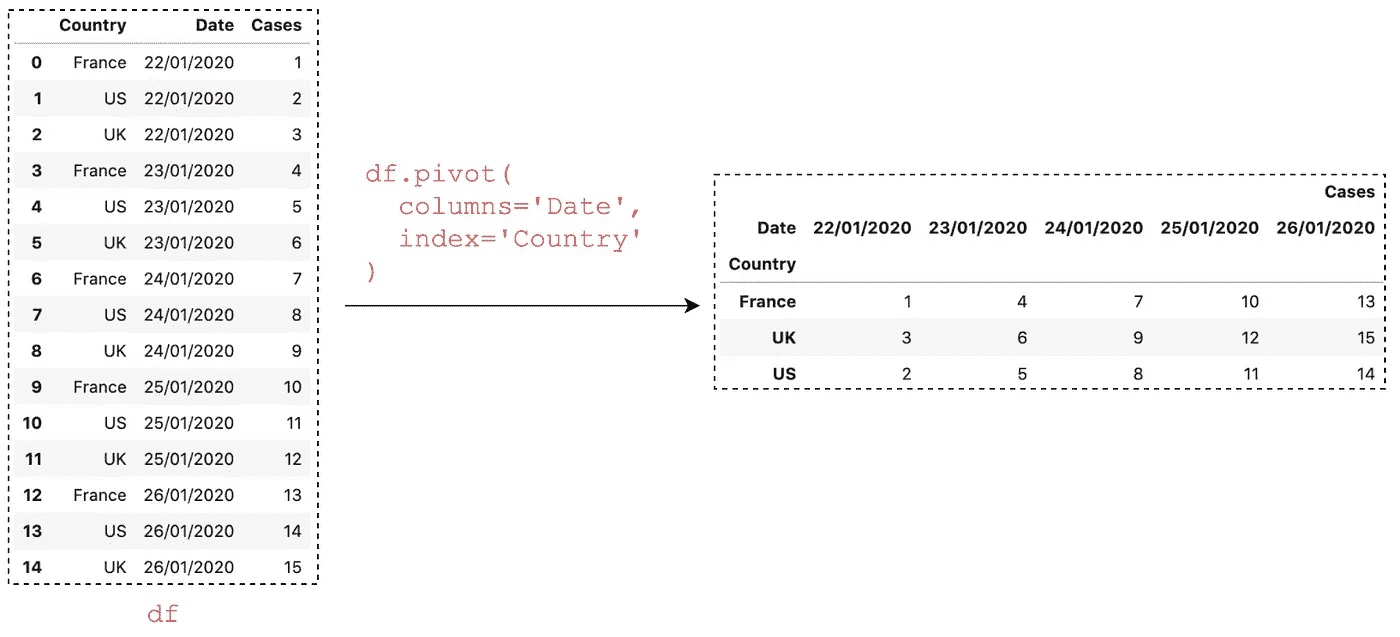 Country Date Cases
0 France 22/01/2020 1
1 US 22/01/2020 2
2 UK 22/01/2020 3
3 France 23/01/2020 4
4 US 23/01/2020 5
5 UK 23/01/2020 6
6 France 24/01/2020 7
7 US 24/01/2020 8
8 UK 24/01/2020 9
9 France 25/01/2020 10
10 US 25/01/2020 11
11 UK 25/01/2020 12
12 France 26/01/2020 13
13 US 26/01/2020 14
14 UK 26/01/2020 15
df
df.pivot(
columns='Date',
index='Country'
)
Cases
Date 22/01/2020 23/01/2020 24/01/2020 25/01/2020 26/01/2020
Country
France 1 4 7 10 13
UK 3 6 9 12 15
US 2 5 8 11 14